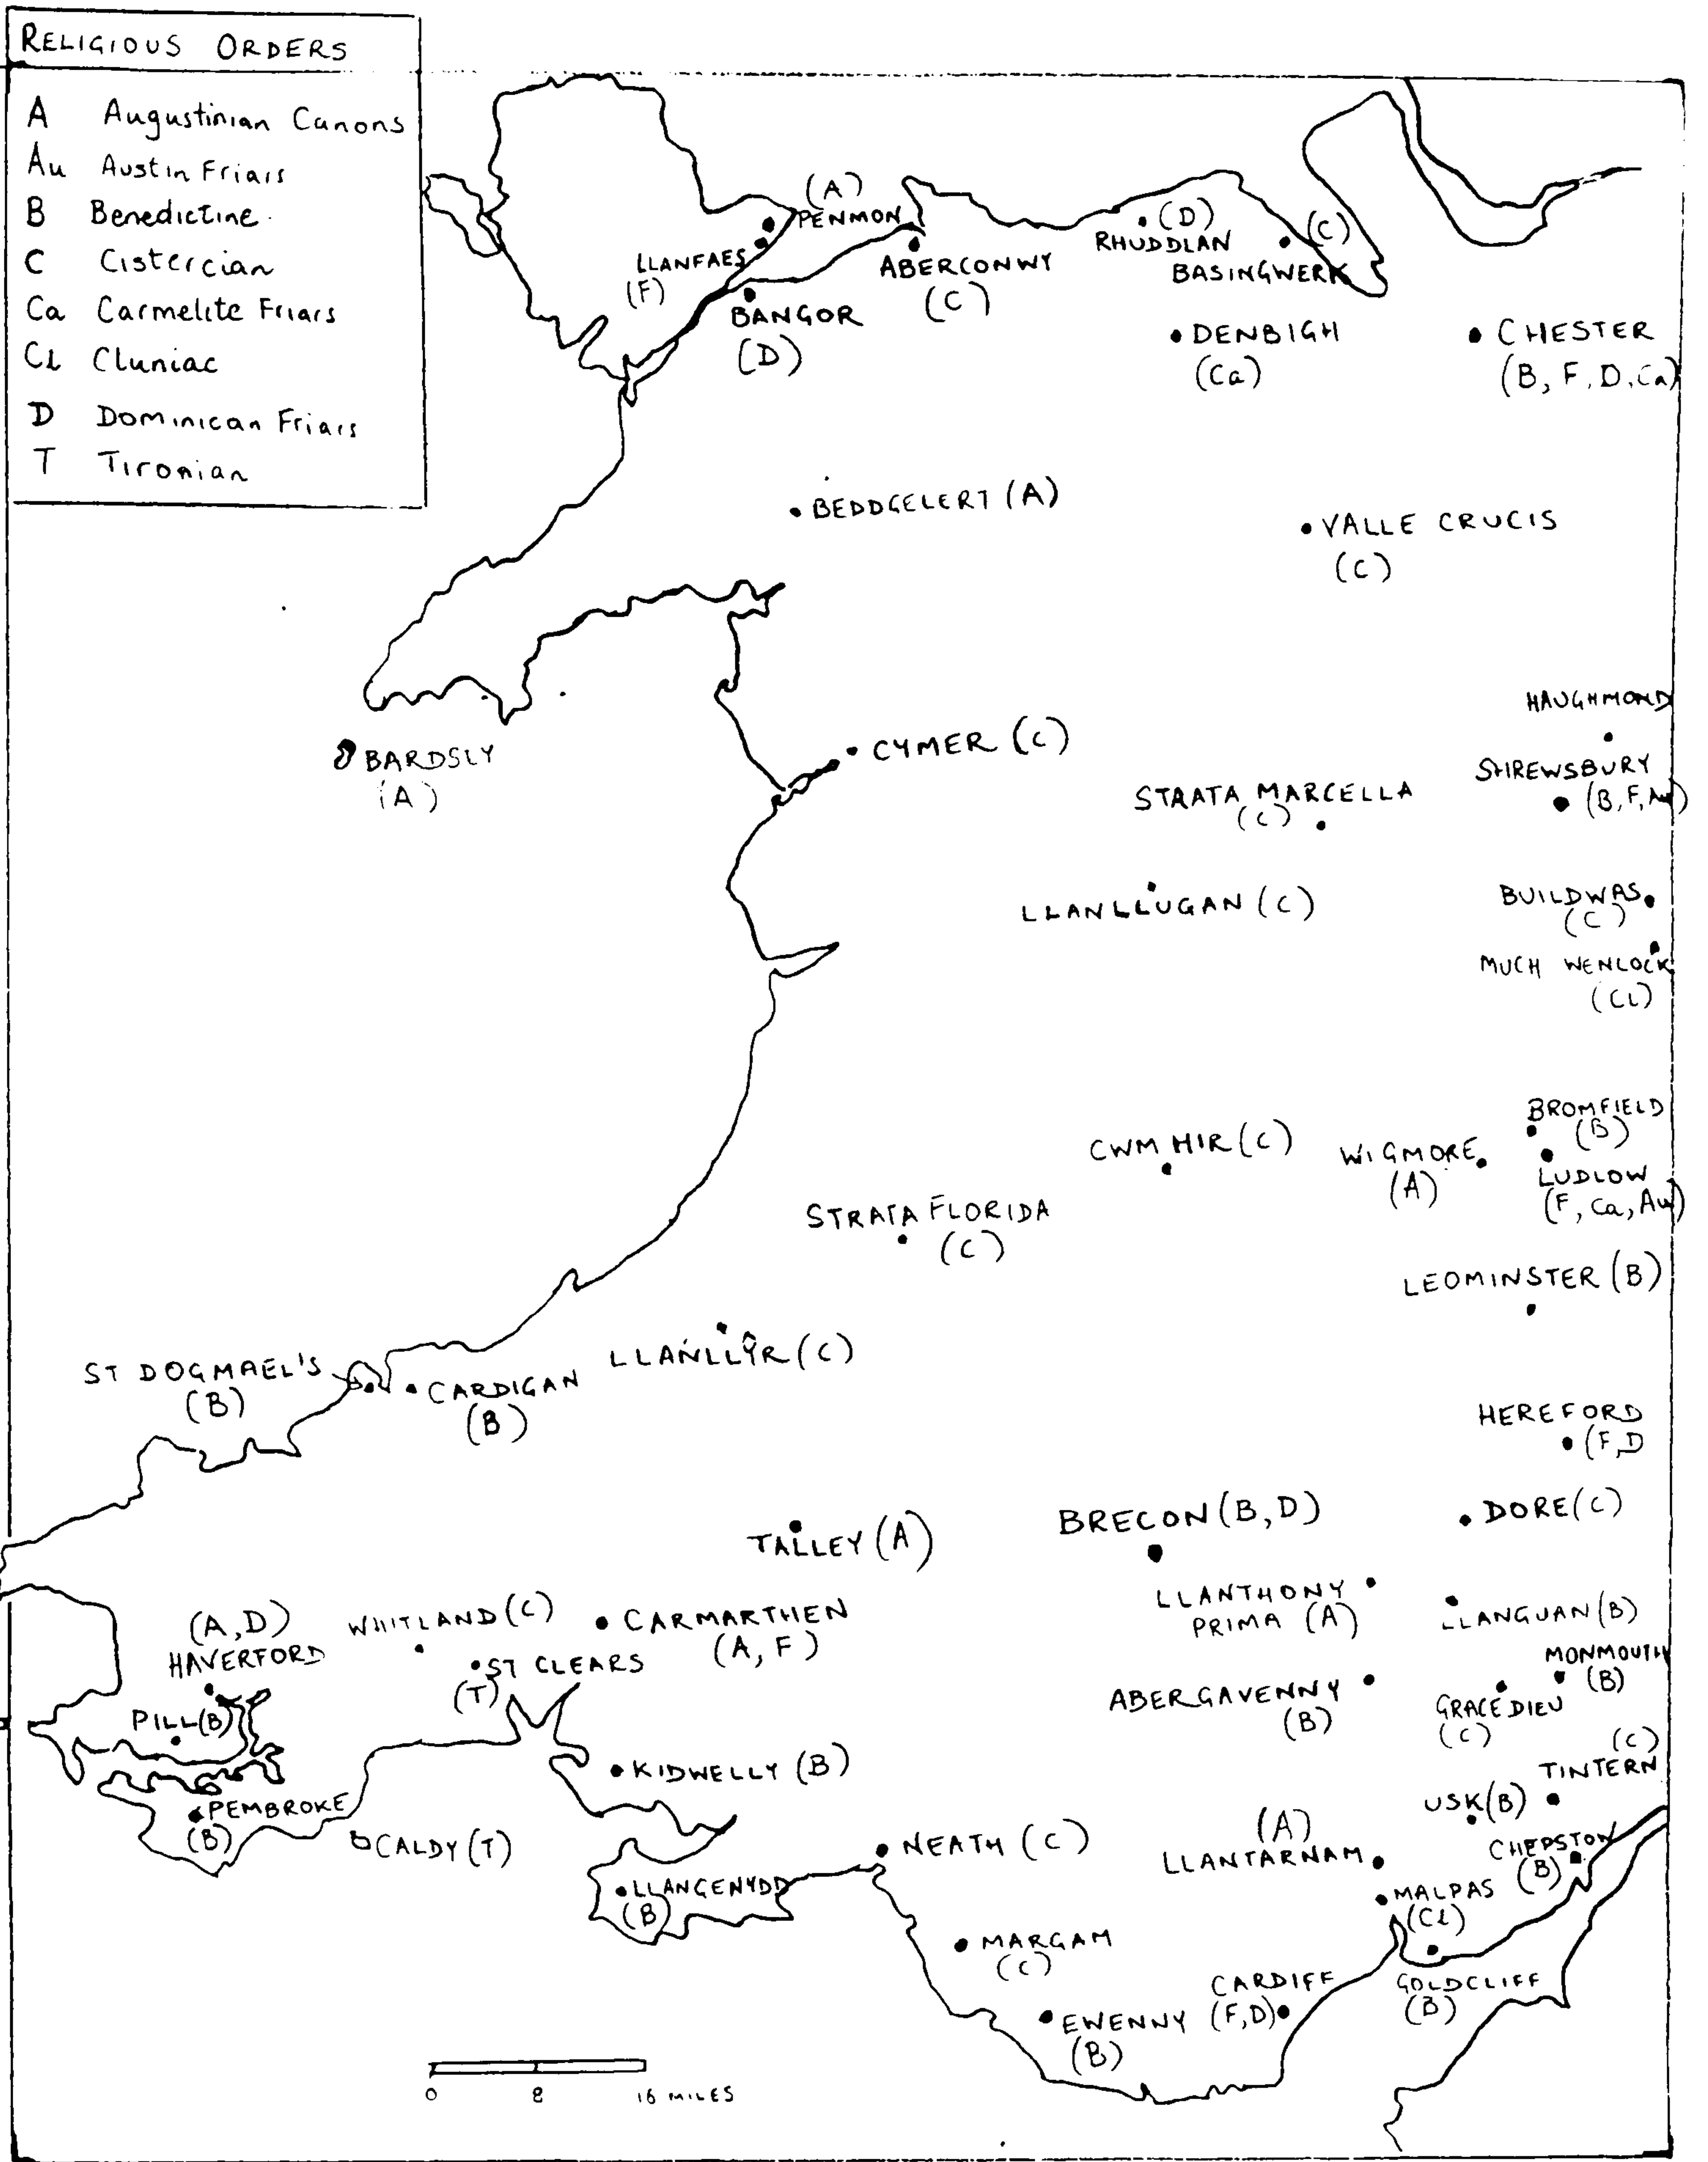 RELIGIOUS ORDERS
A Augustinian Canons
Au Austin Friars
B Benedictine
C Cistercian
Ca Carmelite Friars
Cl Cluniac
D Dominican Friars
T Tironian
(A)
PENMON
LLANFAES
(F)
BANGOR
(D)
ABERCONWY
(C)
(D)
RHUDDLAN
(C)
BASINGWERK
DENBIGH
(Ca)
CHESTER
(B, F, D, Ca)
BEDDGELERT (A)
VALLE CRUCIS
(C)
BARDSLY
(A)
CYMER (C)
HAUGHMOND
SHREWSBURY
(B, F, Au)
STRATA MARCELLA
(C)
LLANLLUGAN (C)
BUILDWAS
(C)
MUCH WENLOCK
(Cl)
BROMFIELD
(B)
CWM HIR (C)
WIGMORE
(A)
LUDLOW
(F, Ca, Au)
STRATA FLORIDA
(C)
LEOMINSTER (B)
LLANLLŶR (C)
ST DOGMAEL'S
(B)
CARDIGAN
(B)
HEREFORD
(F,D
TALLEY (A)
BRECON (B, D)
DORE (C)
LLANTHONY
PRIMA (A)
LLANGUAN (B)
(A, D)
HAVERFORD
WHITLAND (C)
CARMARTHEN
(A, F)
ST CLEARS
(T)
PILL (B)
ABERGAVENNY
(B)
MONMOUTH
(B)
GRACE DIEU
(C)
(C)
TINTERN
KIDWELLY (B)
USK (B)
PEMBROKE
(B)
CALDY (T)
NEATH (C)
(A)
LLANTARNAM
CHEPSTOW
(B)
LLANGENYDD
(B)
MALPAS
(Cl)
MARGAM
(C)
GOLDCLIFF
(B)
CARDIFF
(F, D)
EWENNY
(B)
0 8 16 MILES